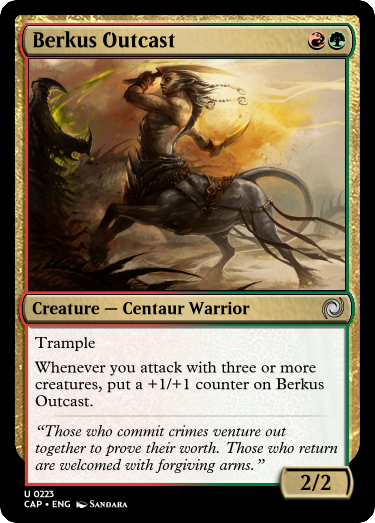 Berkus Outcast
Creature — Centaur Warrior
Trample
Whenever you attack with three or more
creatures, put a +1/+1 counter on Berkus
Outcast.
“Those who commit crimes venture out
together to prove their worth. Those who return
are welcomed with forgiving arms.”
2/2
U 0223
CAP • ENG Sandara